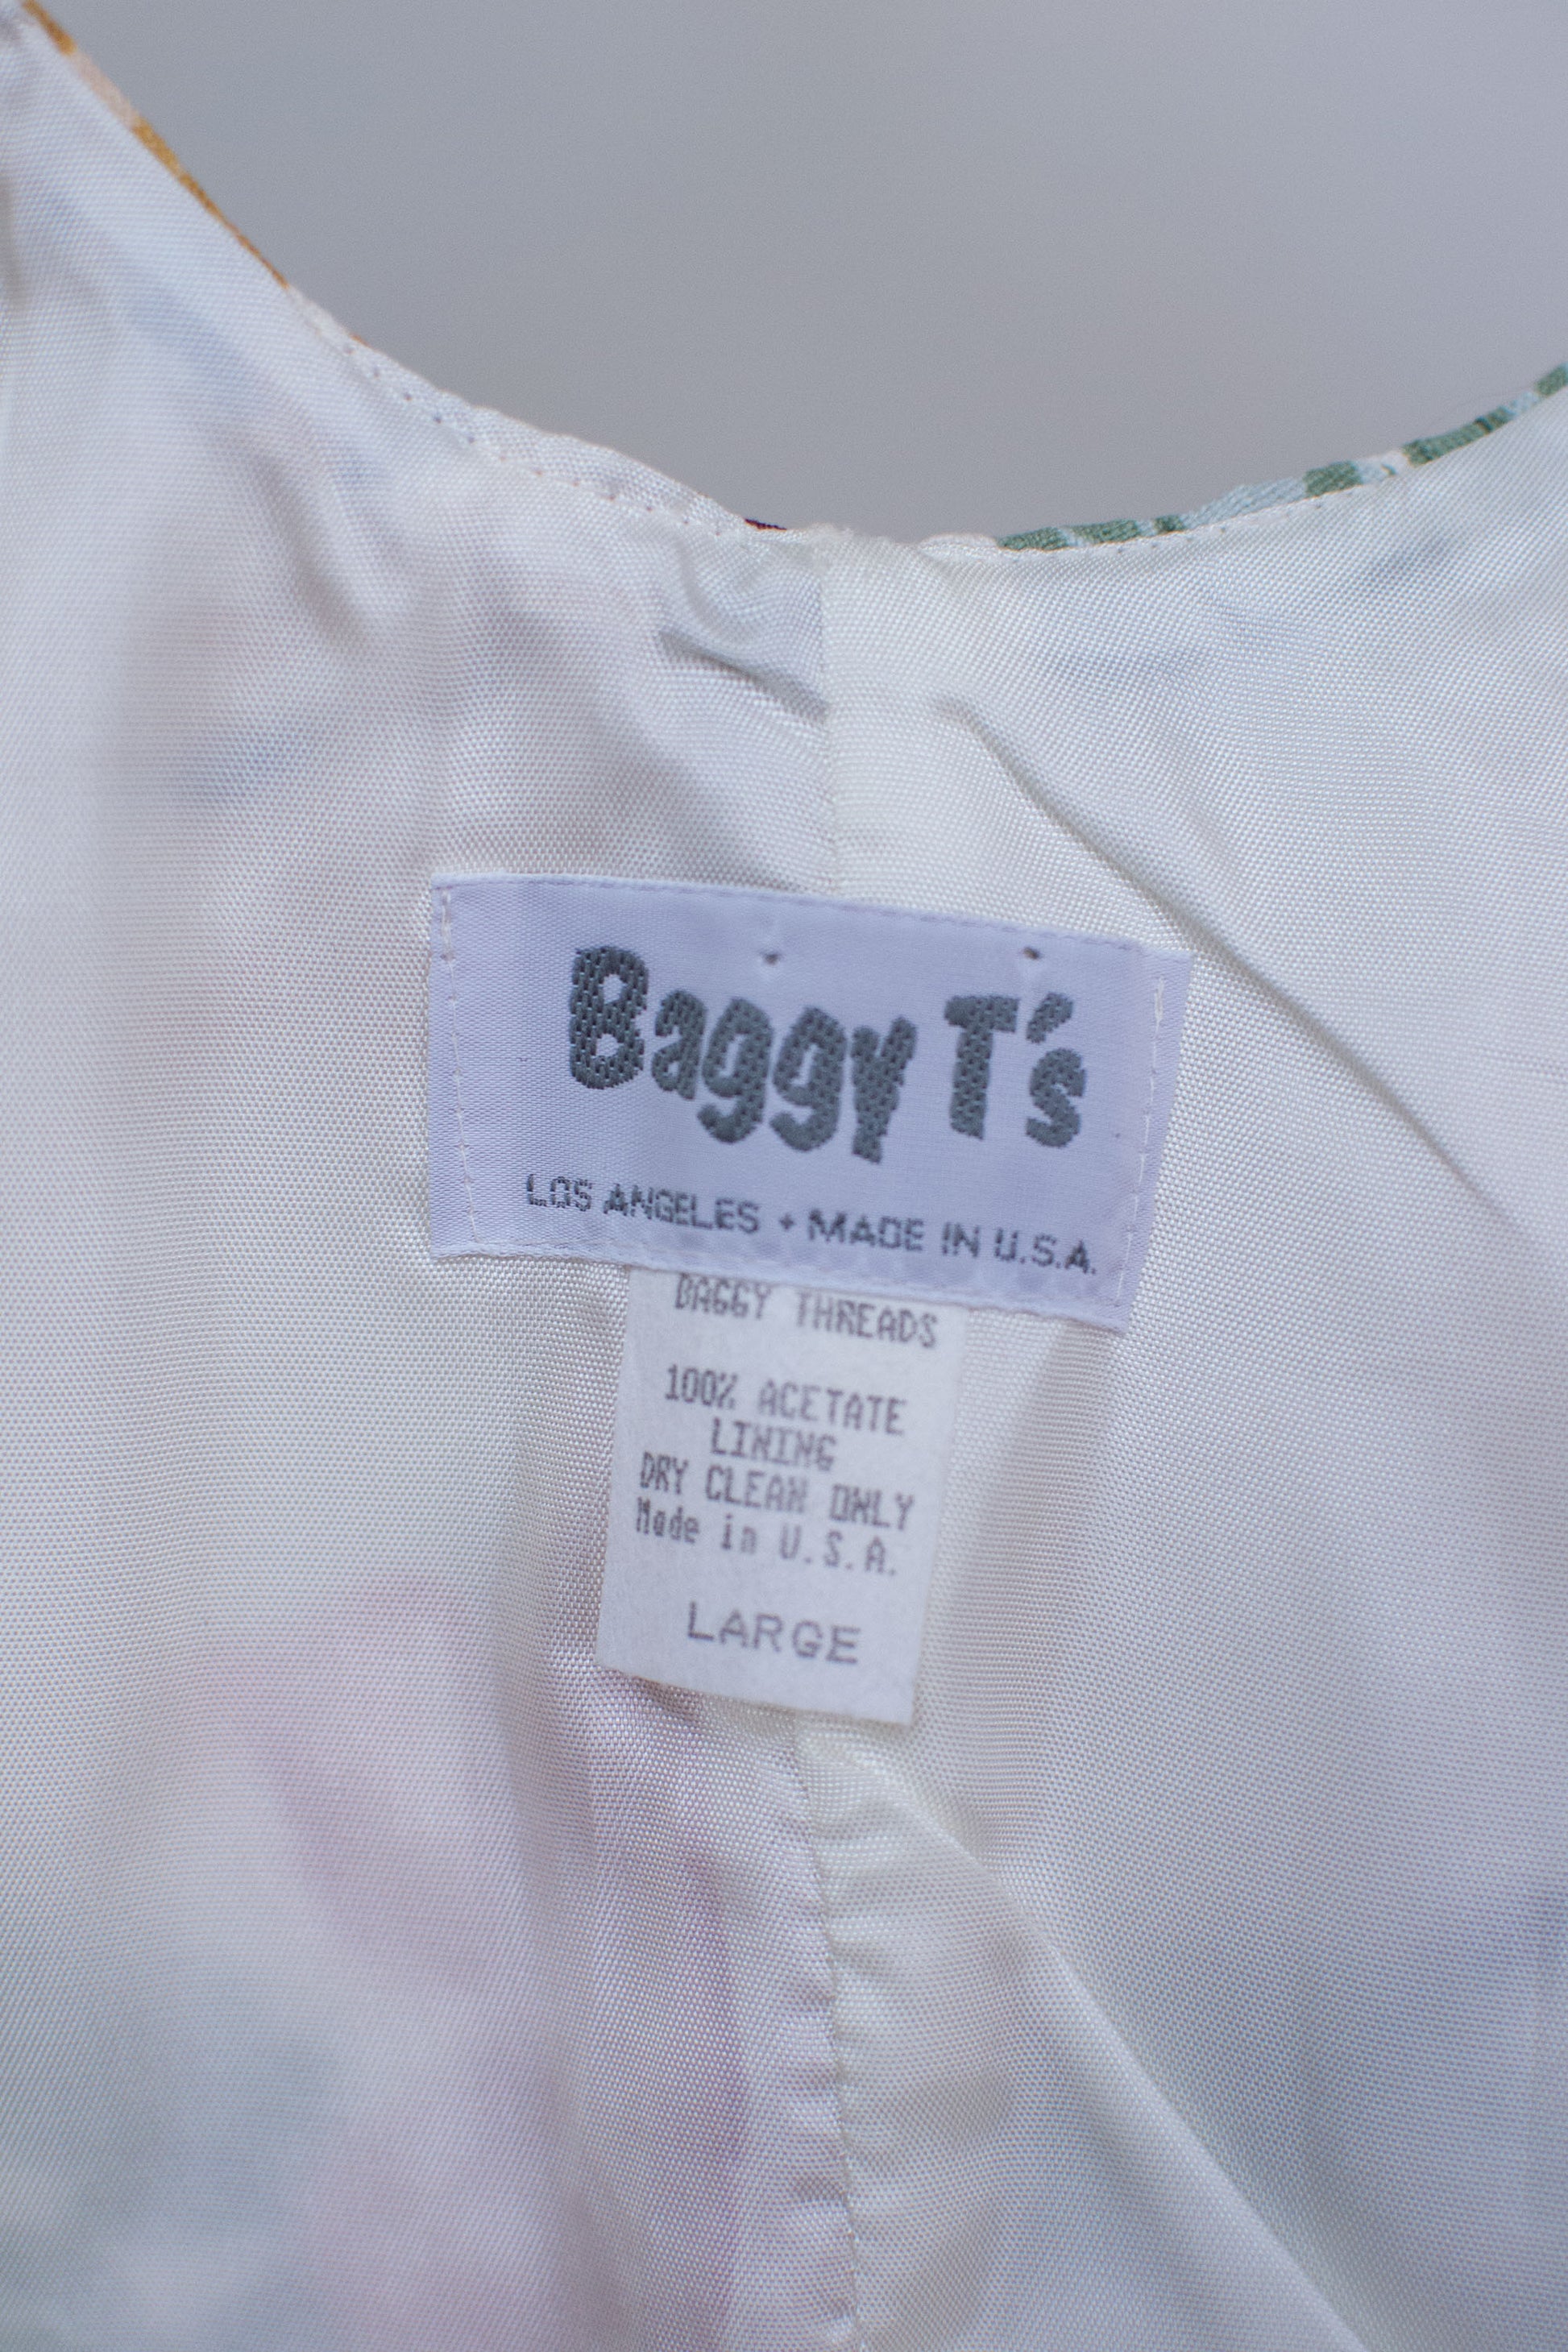 Baggy T's
LOS ANGELES + MADE IN U.S.A.
BAGGY THREADS
100% ACETATE
LINING
DRY CLEAN ONLY
Made in U.S.A.
LARGE